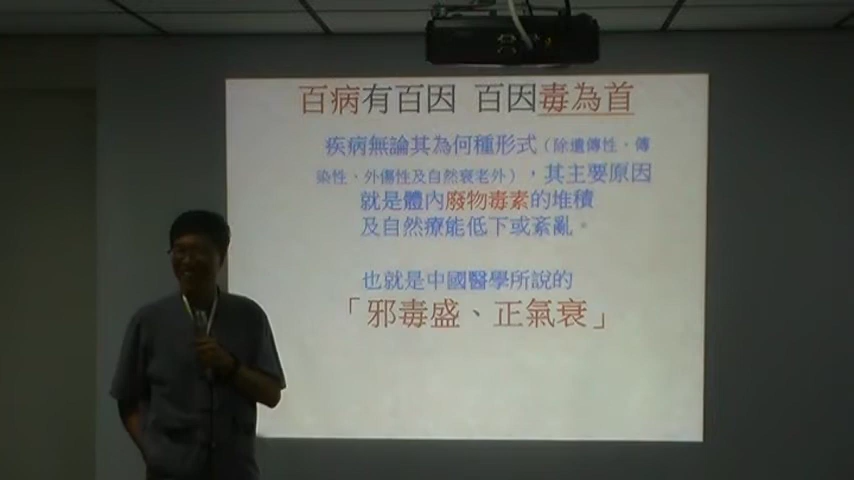 百病有百因 百因毒為首
疾病無論其為何種形式（除遺傳性、傳
染性、外傷性及自然衰老外），其主要原因
就是體內廢物毒素的堆積
及自然療能低下或紊亂。
也就是中國醫學所說的
「邪毒盛、正氣衰」